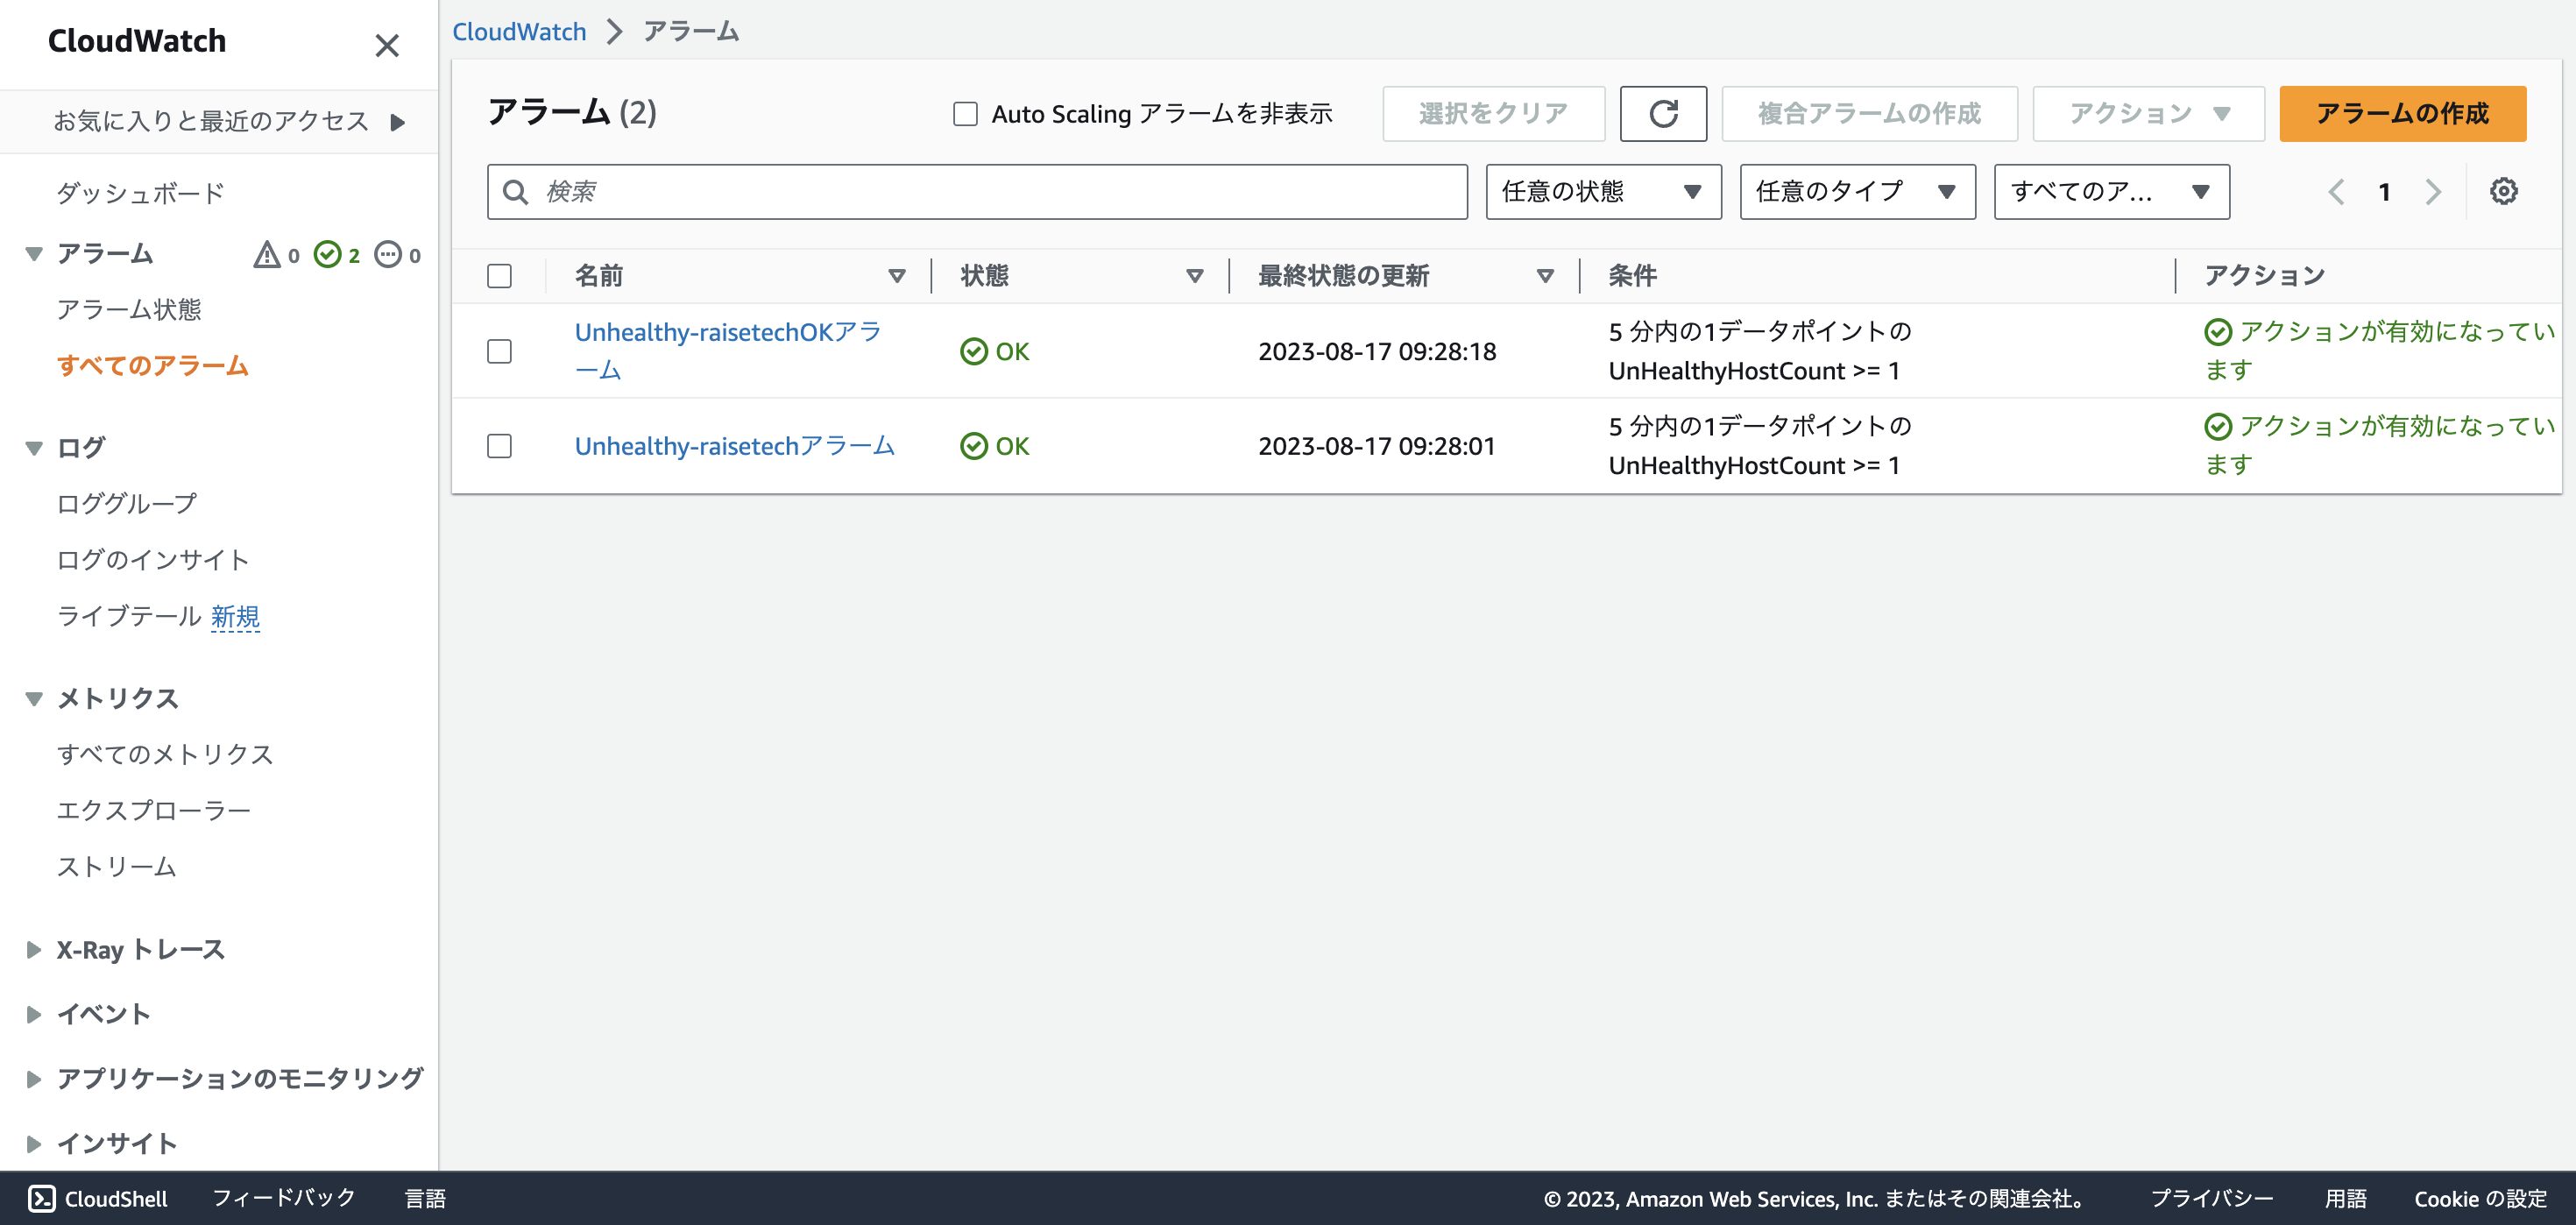 CloudWatch
お気に入りと最近のアクセス
ダッシュボード
アラーム 0 2 0
アラーム状態
すべてのアラーム
ログ
ロググループ
ログのインサイト
ライブテール 新規
メトリクス
すべてのメトリクス
エクスプローラー
ストリーム
X-Ray トレース
イベント
アプリケーションのモニタリング
インサイト
CloudWatch アラーム
アラーム (2)
Auto Scaling アラームを非表示
選択をクリア
複合アラームの作成
アクション
アラームの作成
検索
任意の状態
任意のタイプ
すべてのア...
1
名前 状態 最終状態の更新 条件 アクション
Unhealthy-raisetechOKアラ
ーム
OK
2023-08-17 09:28:18
5 分内の1データポイントの
UnHealthyHostCount >= 1
アクションが有効になってい
ます
Unhealthy-raisetechアラーム
OK
2023-08-17 09:28:01
5 分内の1データポイントの
UnHealthyHostCount >= 1
アクションが有効になってい
ます
CloudShell フィードバック 言語 © 2023, Amazon Web Services, Inc. またはその関連会社。 プライバシー 用語 Cookie の設定